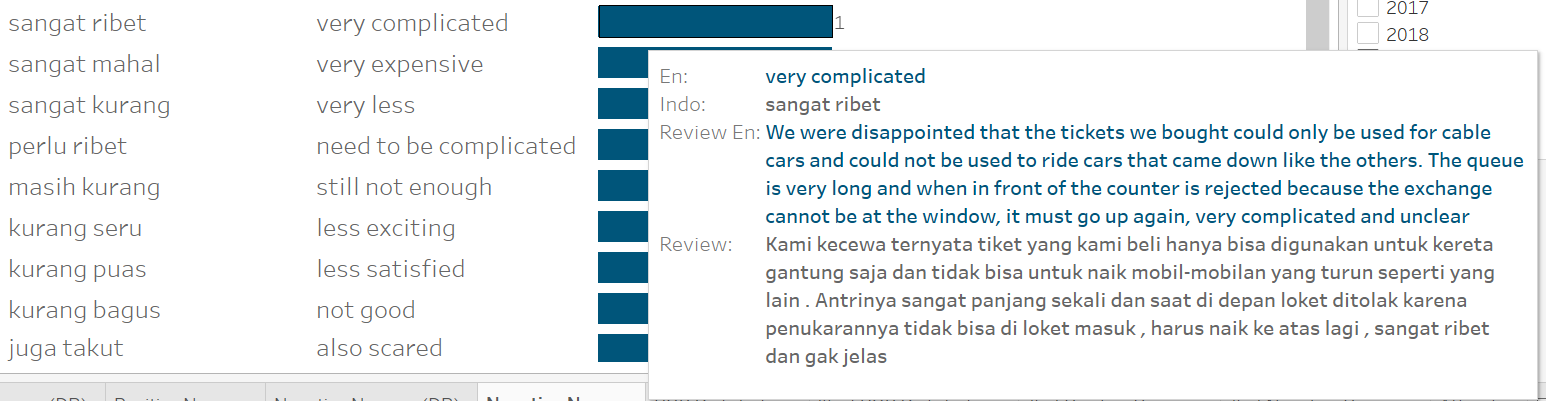 sangat ribet very complicated 1
sangat mahal very expensive
sangat kurang very less
perlu ribet need to be complicated
masih kurang still not enough
kurang seru less exciting
kurang puas less satisfied
kurang bagus not good
juga takut also scared
2017
2018
En: very complicated
Indo: sangat ribet
Review En: We were disappointed that the tickets we bought could only be used for cable
cars and could not be used to ride cars that came down like the others. The queue
is very long and when in front of the counter is rejected because the exchange
cannot be at the window, it must go up again, very complicated and unclear
Review: Kami kecewa ternyata tiket yang kami beli hanya bisa digunakan untuk kereta
gantung saja dan tidak bisa untuk naik mobil-mobilan yang turun seperti yang
lain . Antrinya sangat panjang sekali dan saat di depan loket ditolak karena
penukarannya tidak bisa di loket masuk , harus naik ke atas lagi , sangat ribet
dan gak jelas